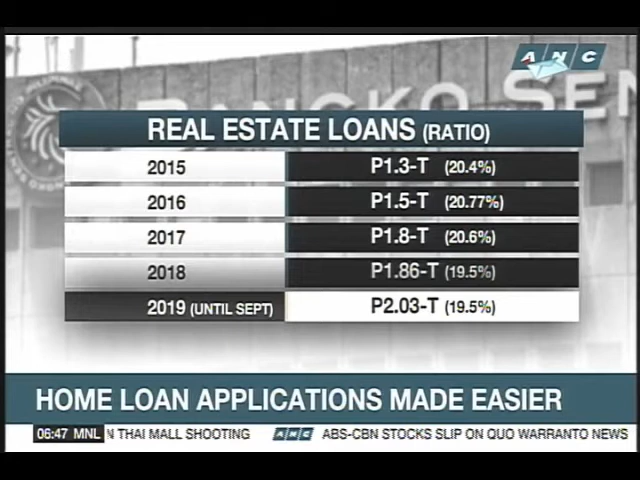 ANC
BANGKO SEN
REAL ESTATE LOANS (RATIO)
2015 P1.3-T (20.4%)
2016 P1.5-T (20.77%)
2017 P1.8-T (20.6%)
2018 P1.86-T (19.5%)
2019 (UNTIL SEPT) P2.03-T (19.5%)
HOME LOAN APPLICATIONS MADE EASIER
06:47 MNL N THAI MALL SHOOTING ANC ABS-CBN STOCKS SLIP ON QUO WARRANTO NEWS